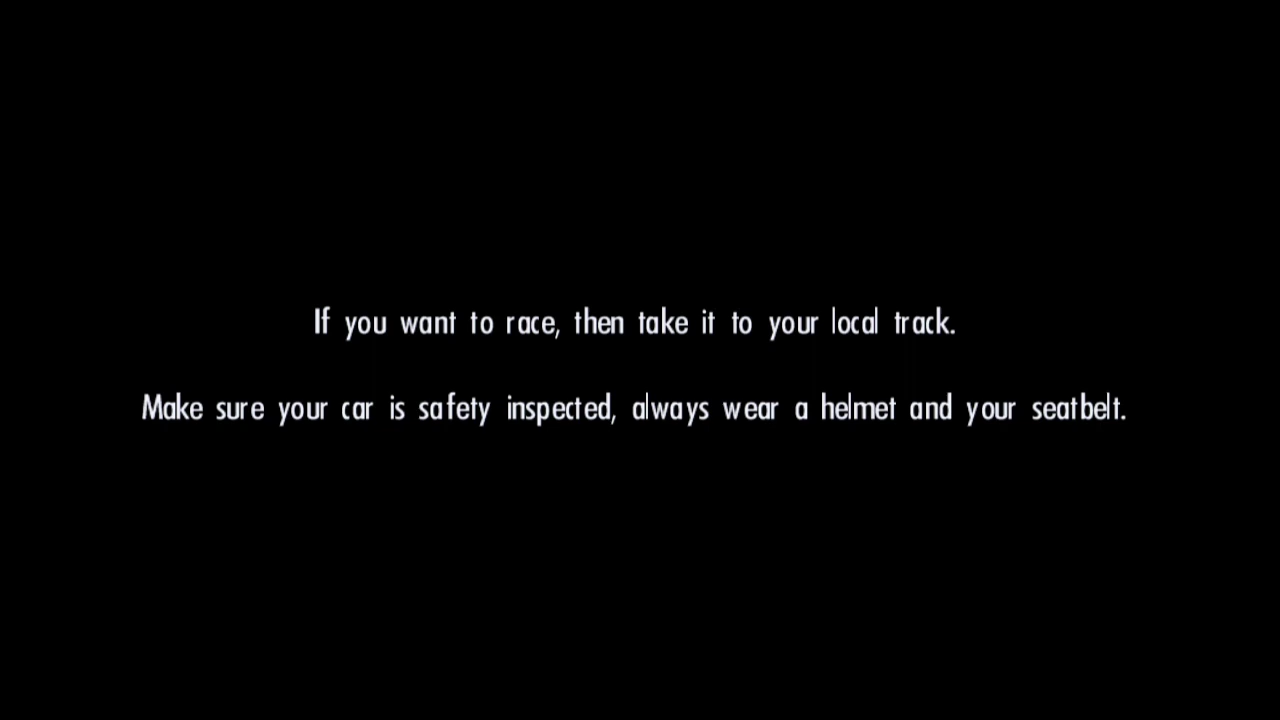 If you want to race, then take it to your local track.
Make sure your car is safety inspected, always wear a helmet and your seatbelt.